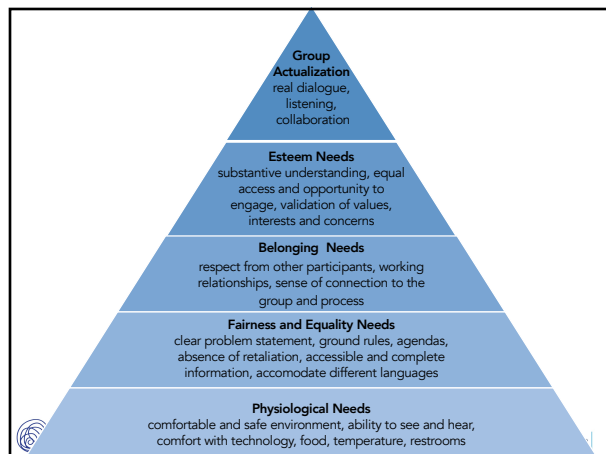 Group
Actualization
real dialogue,
listening,
collaboration
Esteem Needs
substantive understanding, equal
access and opportunity to
engage, validation of values,
interests and concerns
Belonging Needs
respect from other participants, working
relationships, sense of connection to the
group and process
Fairness and Equality Needs
clear problem statement, ground rules, agendas,
absence of retaliation, accessible and complete
information, accomodate different languages
Physiological Needs
comfortable and safe environment, ability to see and hear,
comfort with technology, food, temperature, restrooms